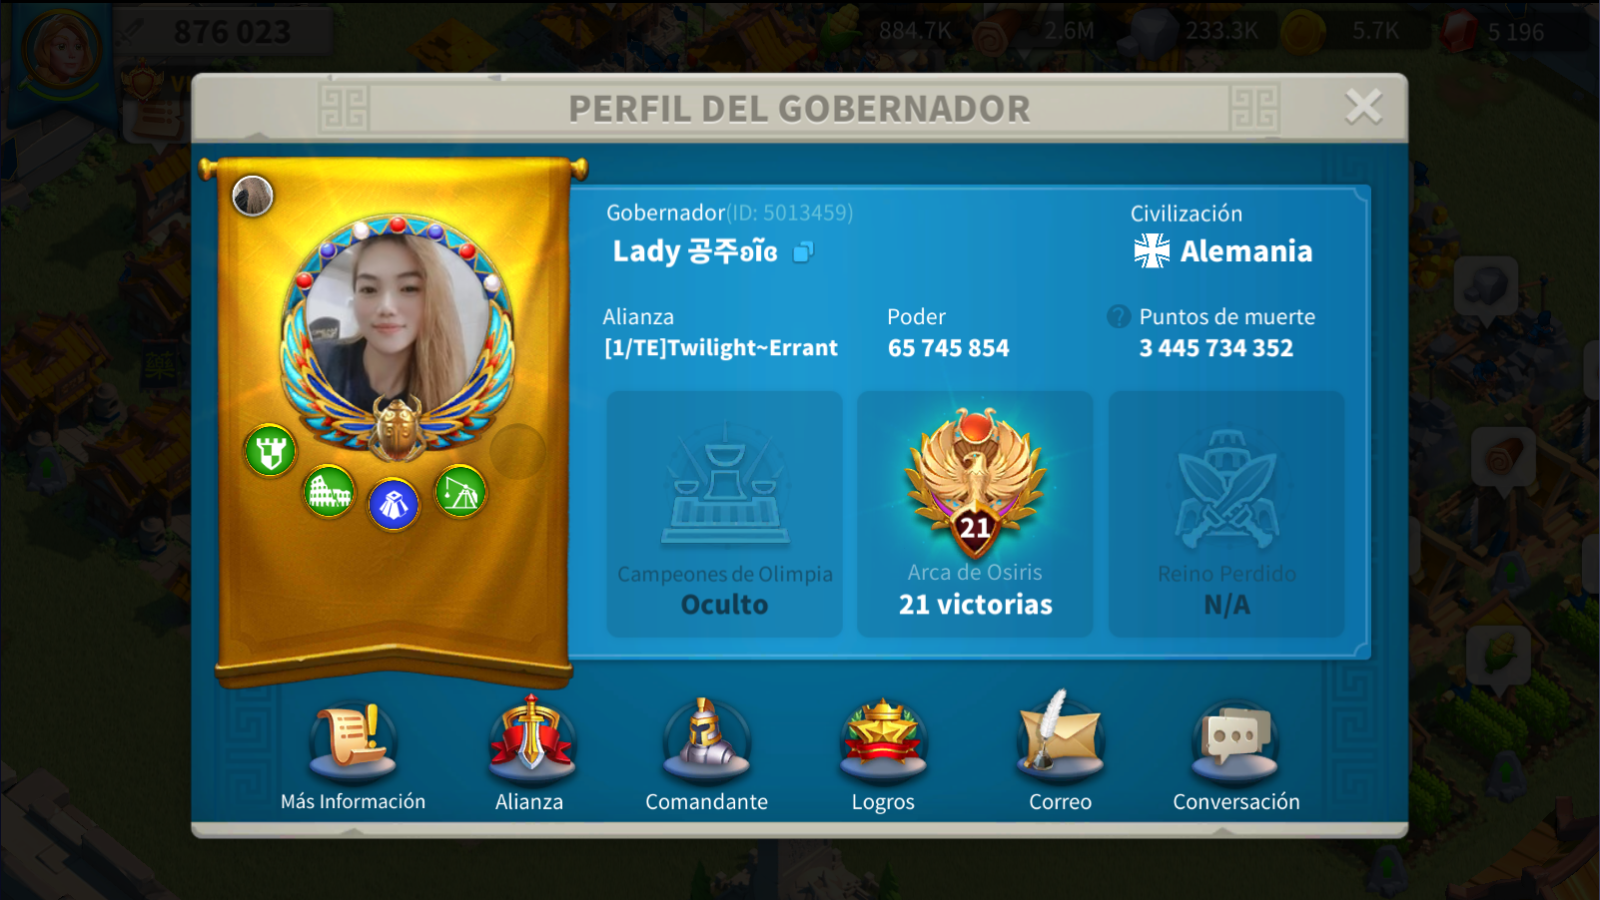 876 023
884.7K
2.6M
233.3K
5.7K
5 196
PERFIL DEL GOBERNADOR
Gobernador(ID: 5013459)
Lady 공주ʚĩɞ
Civilización
Alemania
Alianza
[1/TE]Twilight~Errant
Poder
65 745 854
? Puntos de muerte
3 445 734 352
Campeones de Olimpia
Oculto
21
Arca de Osiris
21 victorias
Reino Perdido
N/A
Más Información
Alianza
Comandante
Logros
Correo
Conversación